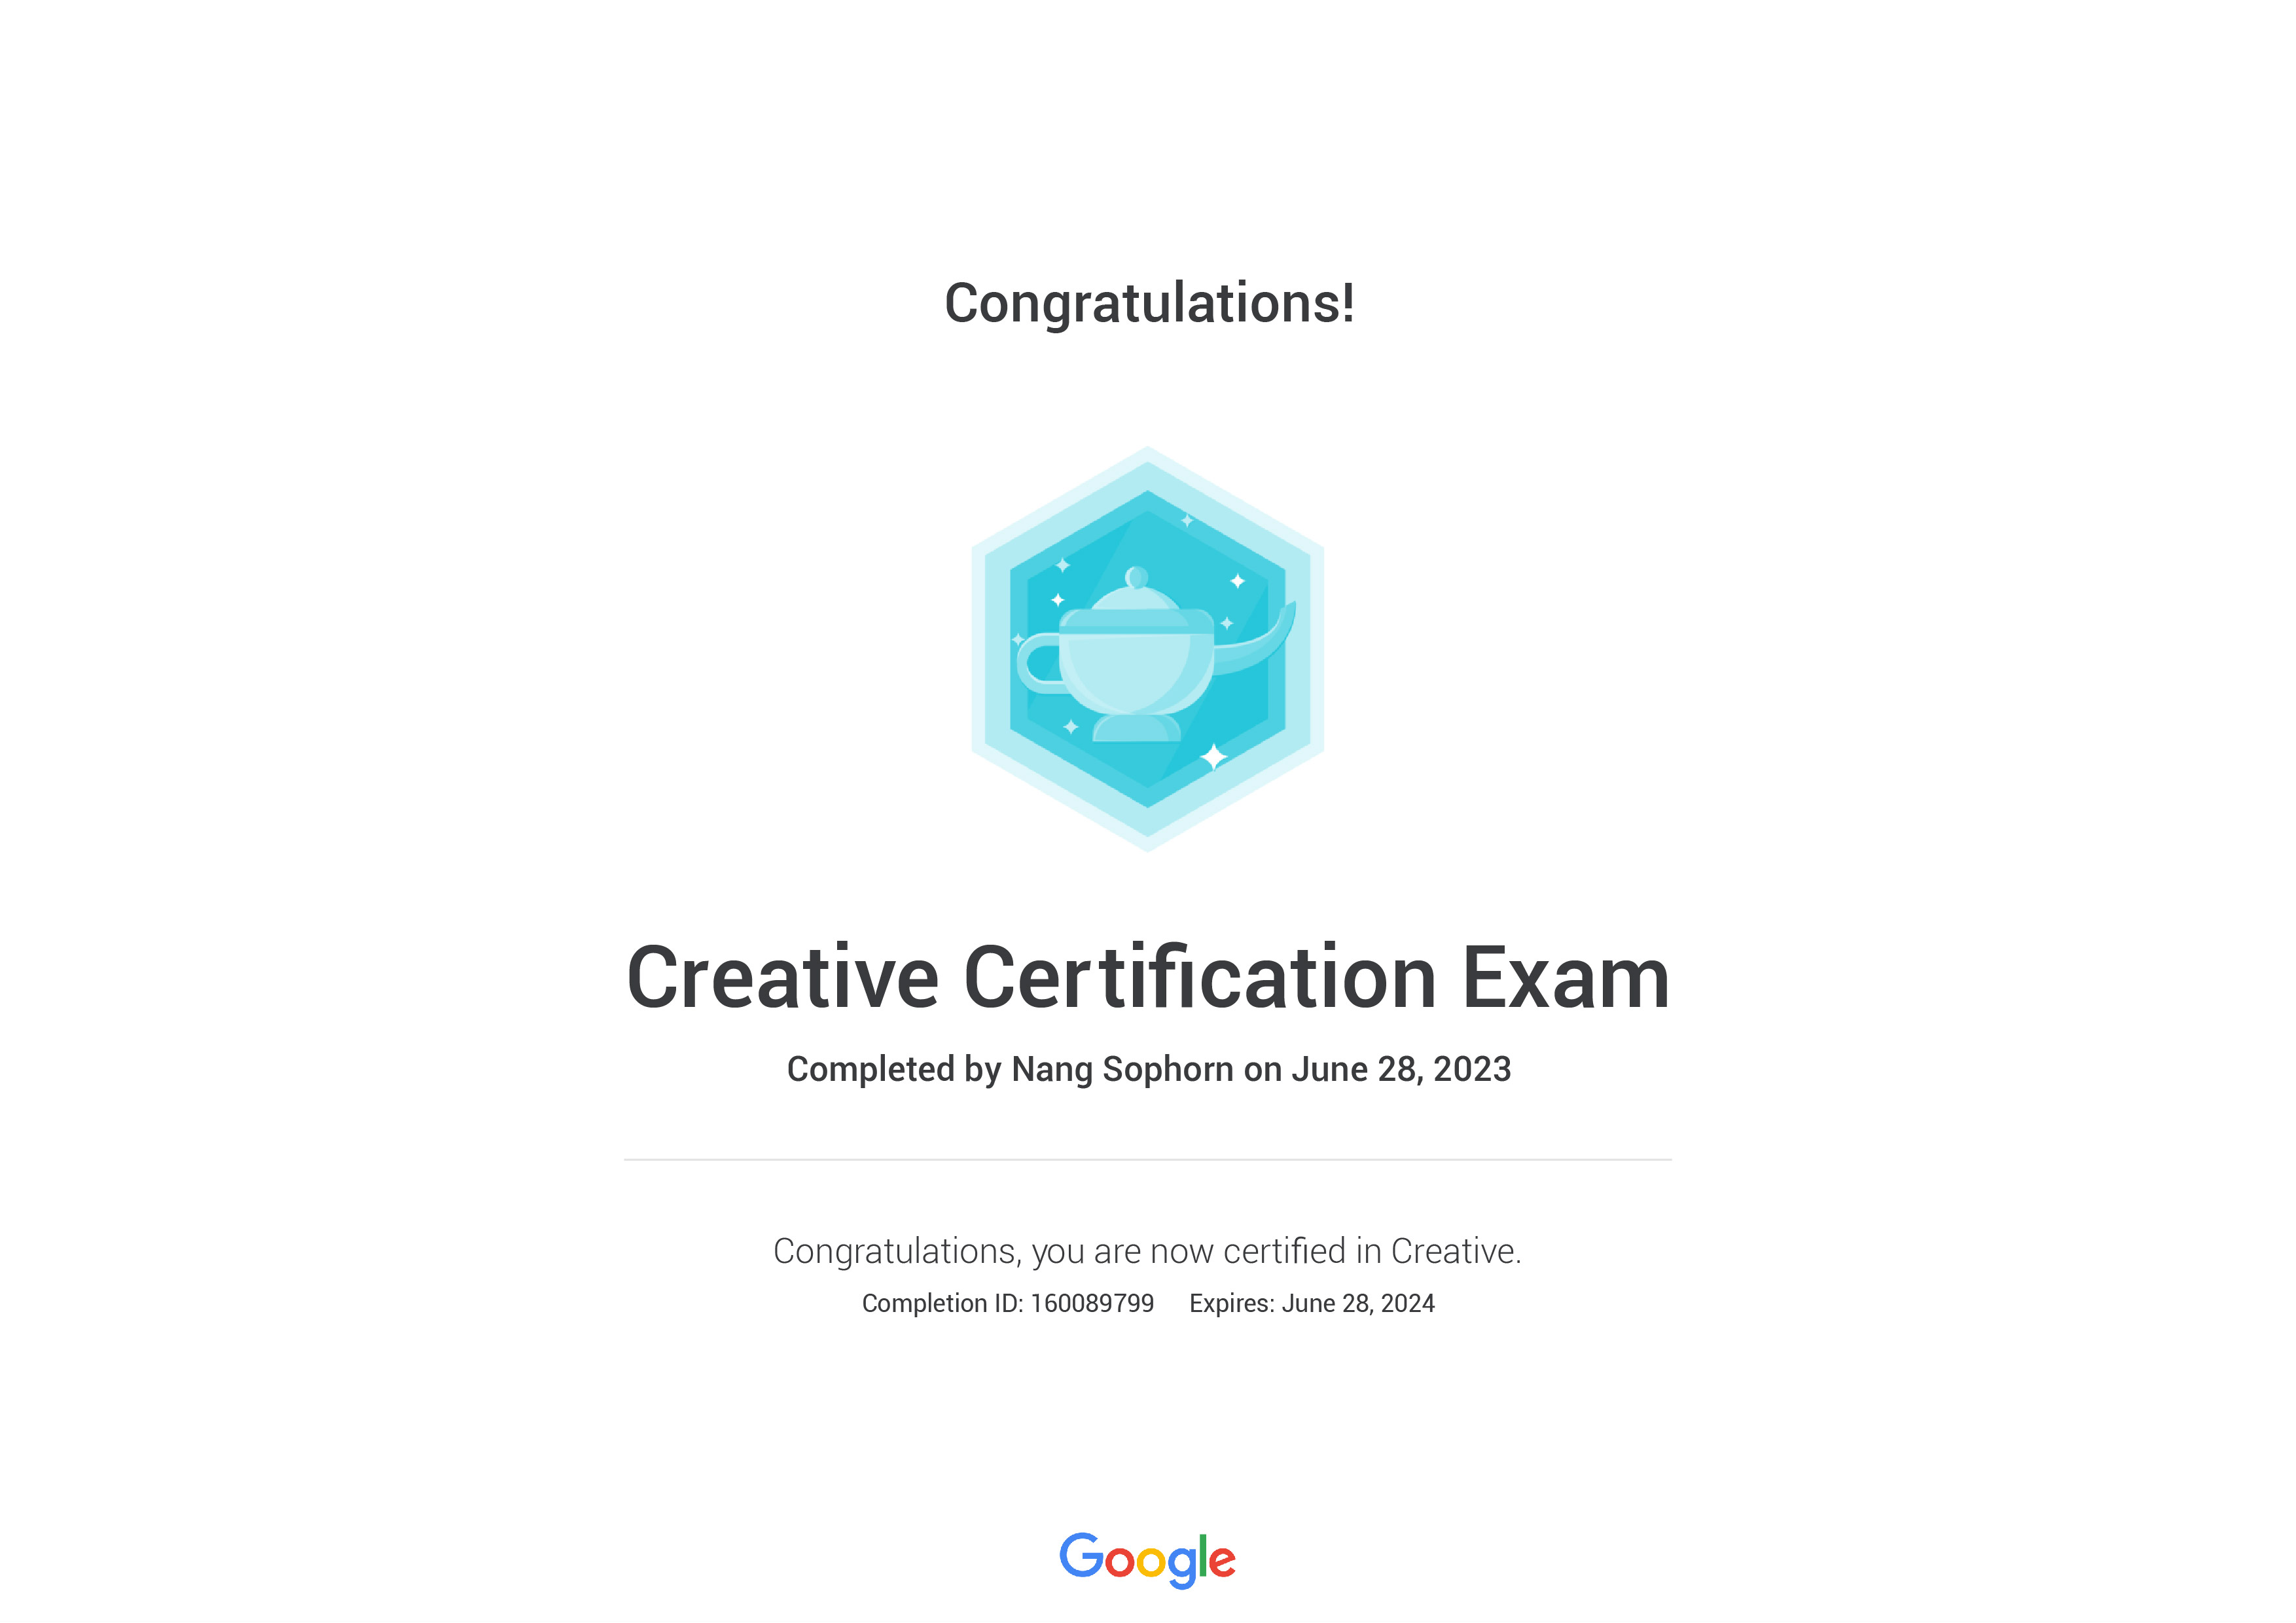 Congratulations!
Creative Certification Exam
Completed by Nang Sophorn on June 28, 2023
Congratulations, you are now certified in Creative.
Completion ID: 160089799 Expires: June 28, 2024
Google